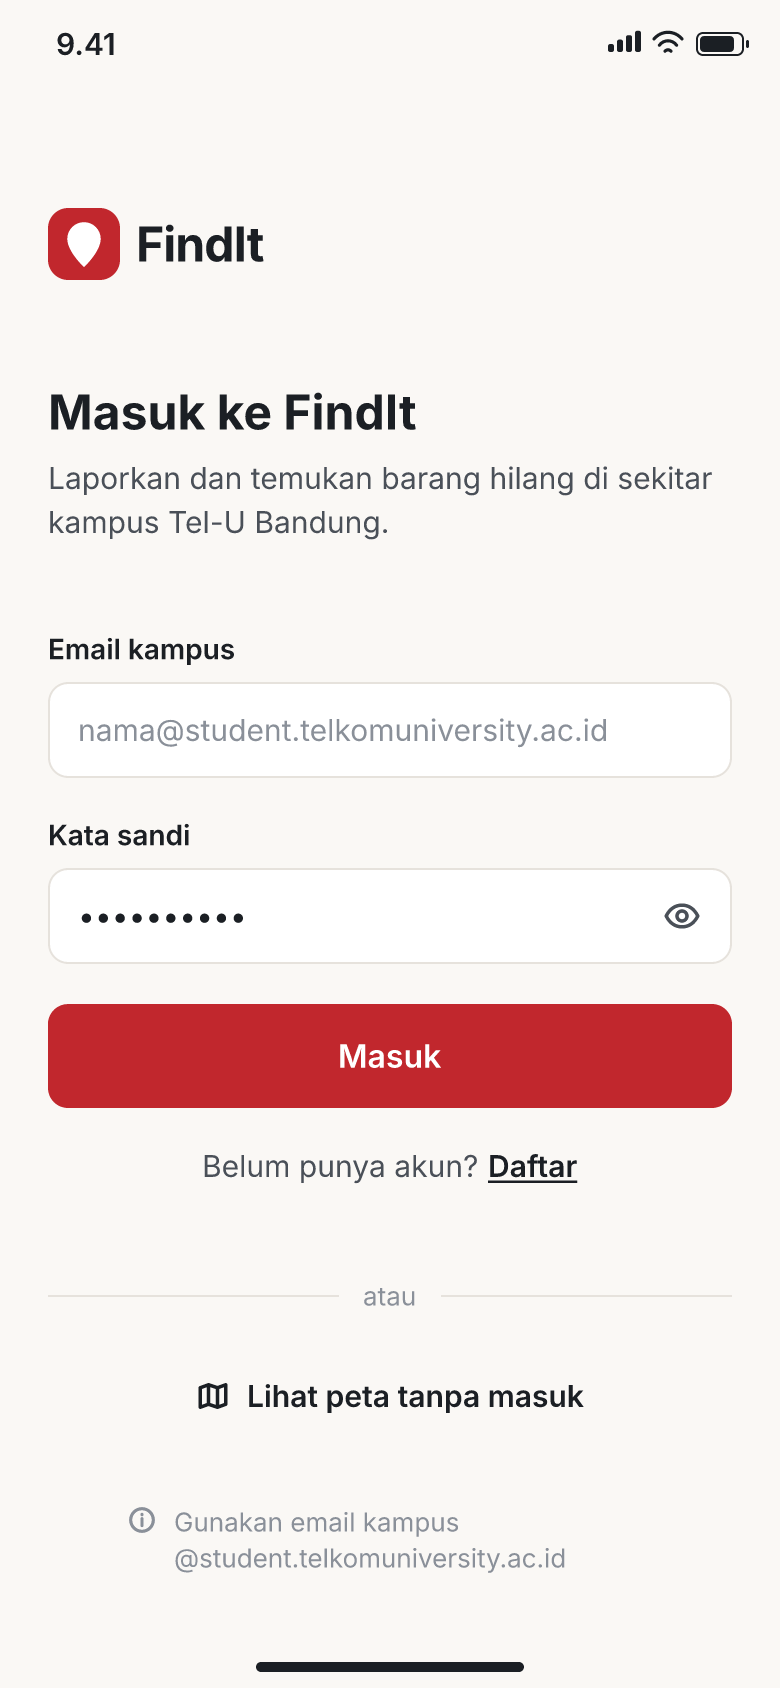 9.41
FindIt
Masuk ke FindIt
Laporkan dan temukan barang hilang di sekitar
kampus Tel-U Bandung.
Email kampus
nama@student.telkomuniversity.ac.id
Kata sandi
••••••••••
Masuk
Belum punya akun? Daftar
atau
Lihat peta tanpa masuk
Gunakan email kampus
@student.telkomuniversity.ac.id